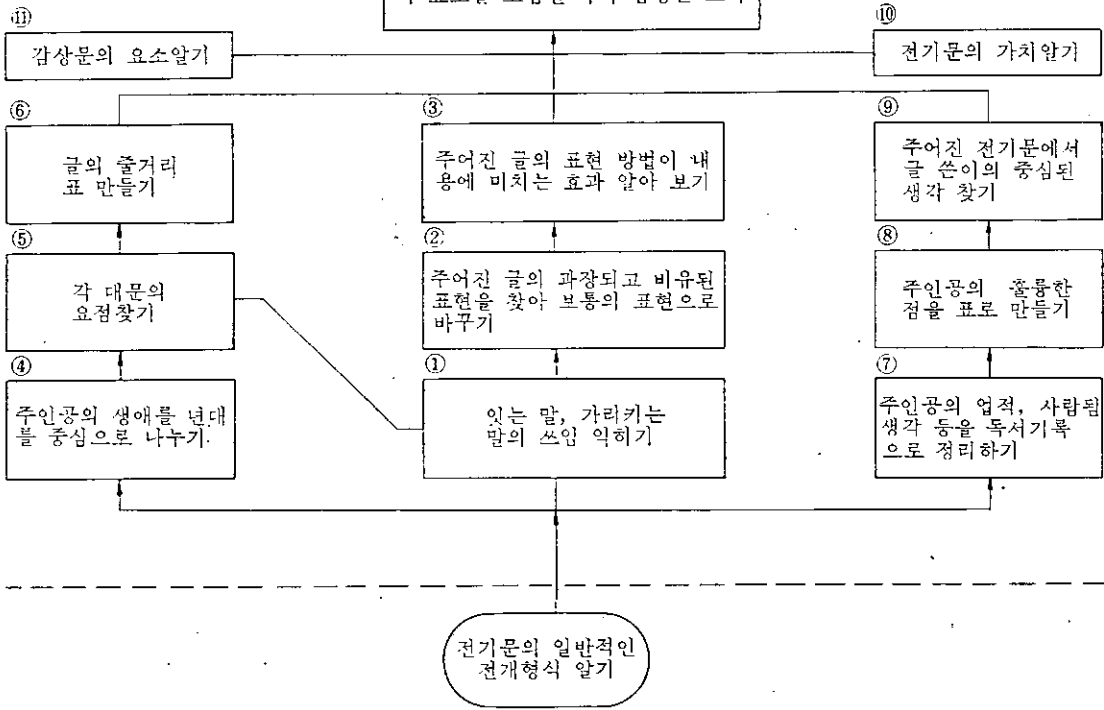 ⑪
⑩
감상문의 요소알기
전기문의 가치알기
⑥
③
⑨
글의 줄거리
표 만들기
주어진 글의 표현 방법이 내
용에 미치는 효과 알아 보기
주어진 전기문에서
글 쓴이의 중심된
생각 찾기
⑤
②
⑧
각 대문의
요점찾기
주어진 글의 과장되고 비유된
표현을 찾아 보통의 표현으로
바꾸기
주인공의 훌륭한
점을 표로 만들기
④
①
⑦
주인공의 생애를 년대
를 중심으로 나누기.
잇는 말, 가리키는
말의 쓰임 익히기
주인공의 업적, 사람됨
생각 등을 독서기록
으로 정리하기
전기문의 일반적인
전개형식 알기